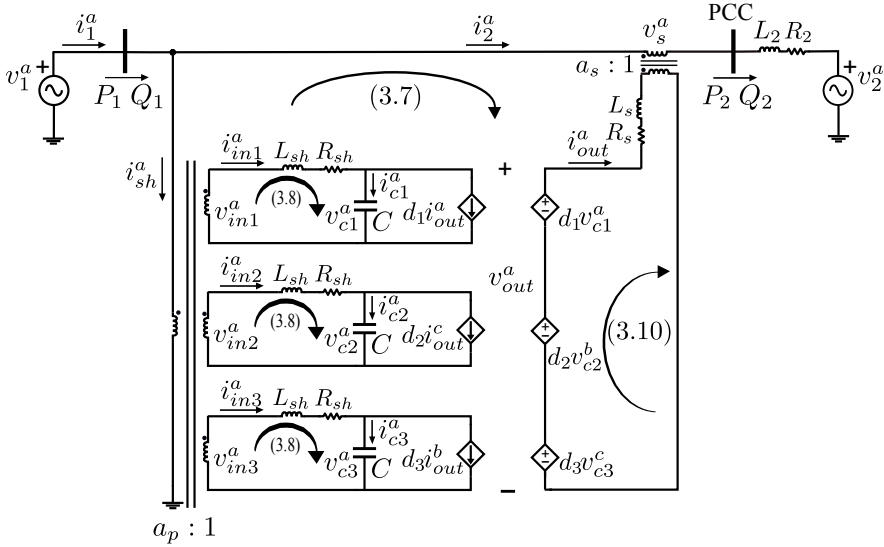 i_1^a
i_2^a
v_s^a
PCC
L_2 R_2
v_1^a
+
a_s : 1
+
v_2^a
P_1 Q_1
(3.7)
P_2 Q_2
L_s
R_s
i_sh^a
i_in1^a
L_sh R_sh
+
i_out^a
v_in1^a
(3.8)
v_c1^a
i_c1^a
C
d_1 i_out^a
+
−
d_1 v_c1^a
i_in2^a
L_sh R_sh
v_out^a
v_in2^a
(3.8)
v_c2^a
i_c2^a
C
d_2 i_out^c
+
−
d_2 v_c2^b
(3.10)
i_in3^a
L_sh R_sh
v_in3^a
(3.8)
v_c3^a
i_c3^a
C
d_3 i_out^b
+
−
d_3 v_c3^c
−
a_p : 1